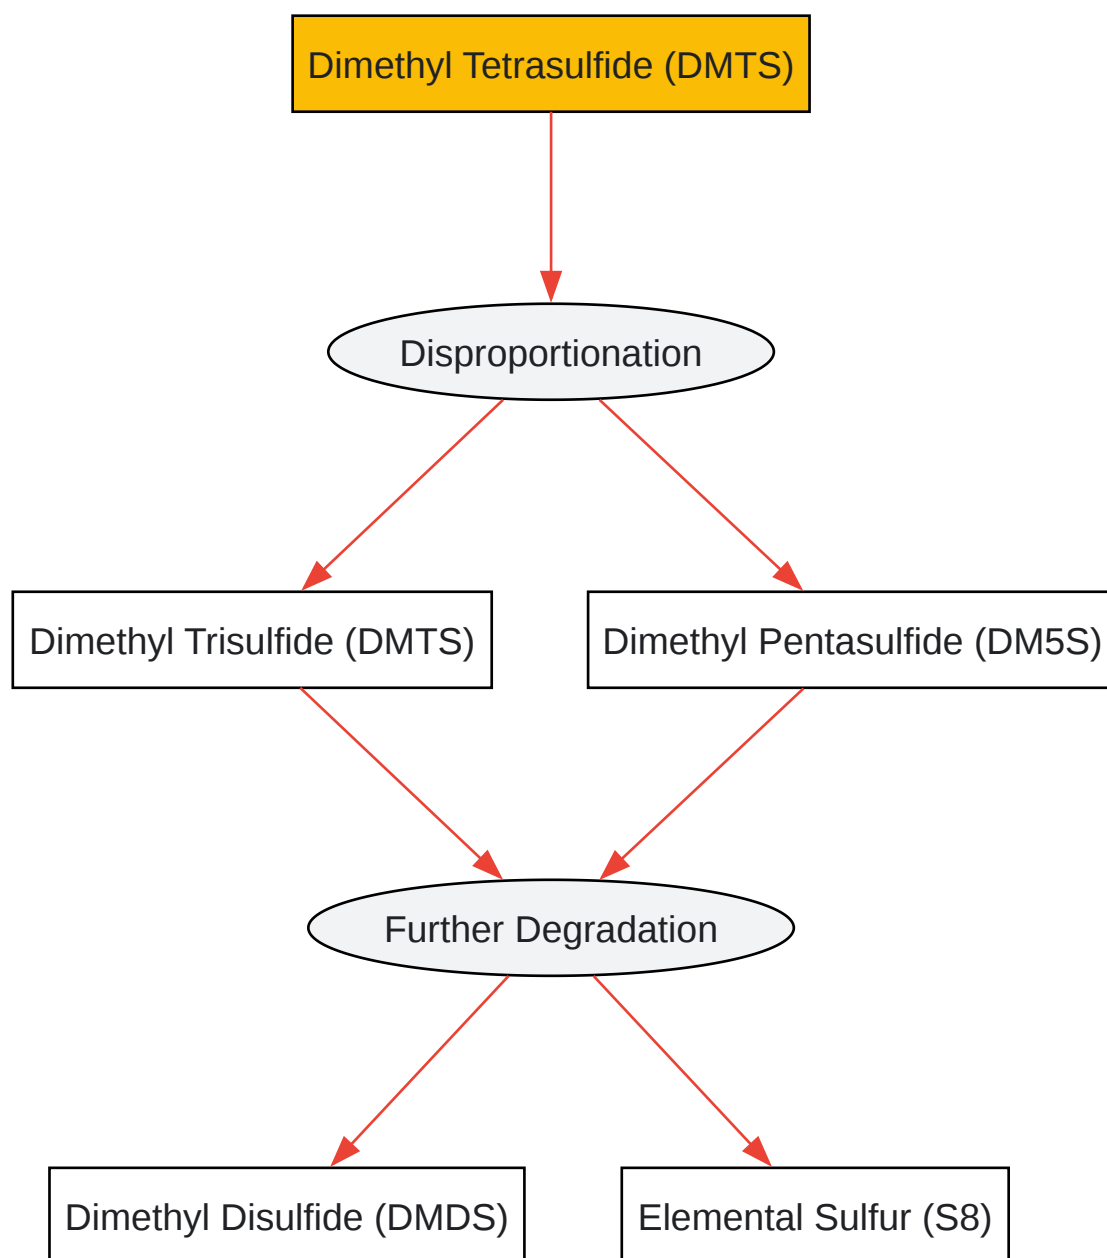 Dimethyl Tetrasulfide (DMTS)
Disproportionation
Dimethyl Trisulfide (DMTS)
Dimethyl Pentasulfide (DM5S)
Further Degradation
Dimethyl Disulfide (DMDS)
Elemental Sulfur (S8)